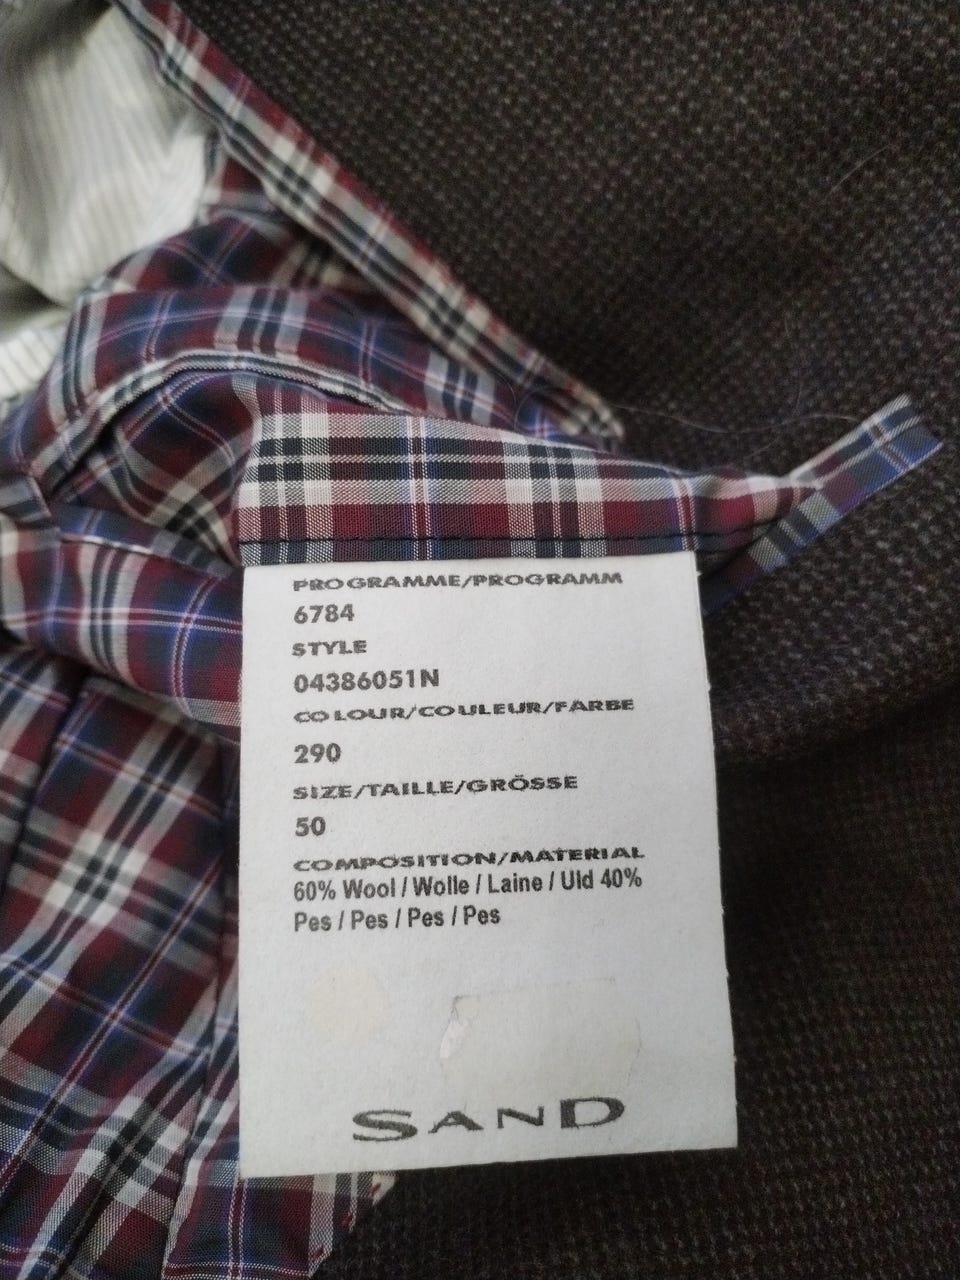 PROGRAMME/PROGRAMM
6784
STYLE
04386051N
COLOUR/COULEUR/FARBE
290
SIZE/TAILLE/GRÖSSE
50
COMPOSITION/MATERIAL
60% Wool / Wolle / Laine / Uld 40%
Pes / Pes / Pes / Pes
SAND